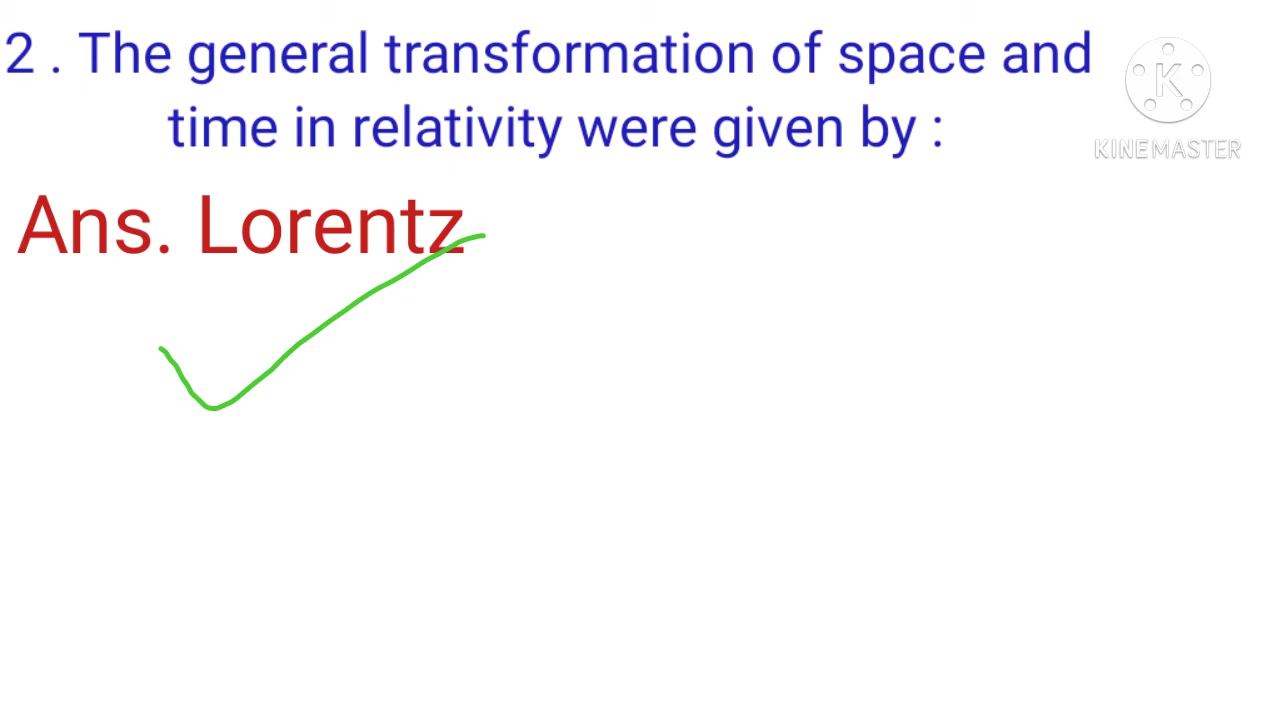 2 . The general transformation of space and
time in relativity were given by :
Ans. Lorentz
K
KINEMASTER